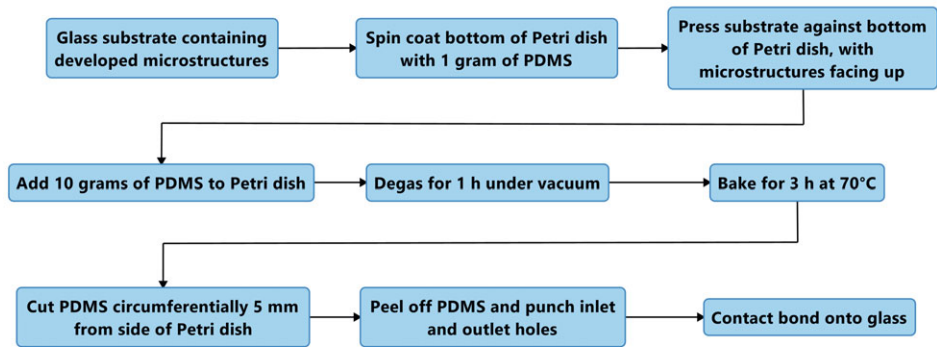 Glass substrate containing
developed microstructures
Spin coat bottom of Petri dish
with 1 gram of PDMS
Press substrate against bottom
of Petri dish, with
microstructures facing up
Add 10 grams of PDMS to Petri dish
Degas for 1 h under vacuum
Bake for 3 h at 70°C
Cut PDMS circumferentially 5 mm
from side of Petri dish
Peel off PDMS and punch inlet
and outlet holes
Contact bond onto glass